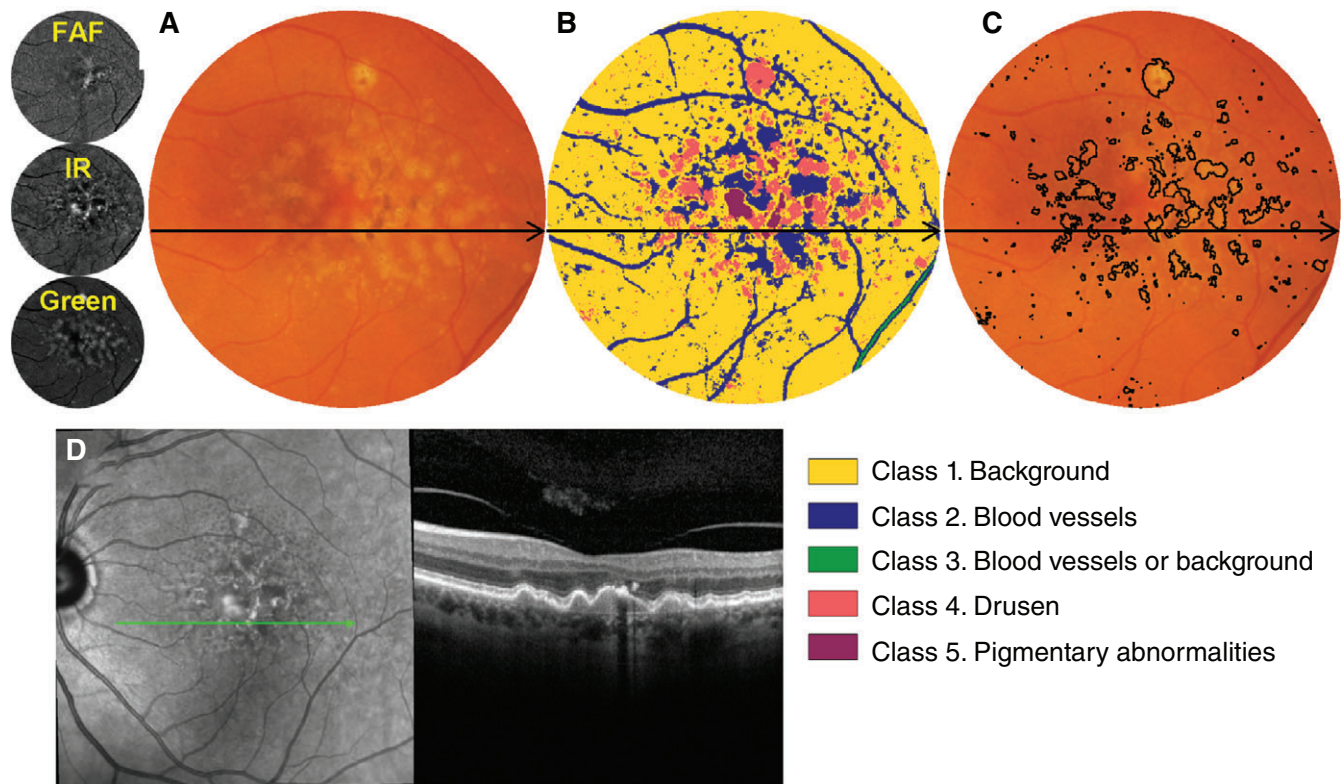 FAF
A
B
C
IR
Green
D
Class 1. Background
Class 2. Blood vessels
Class 3. Blood vessels or background
Class 4. Drusen
Class 5. Pigmentary abnormalities